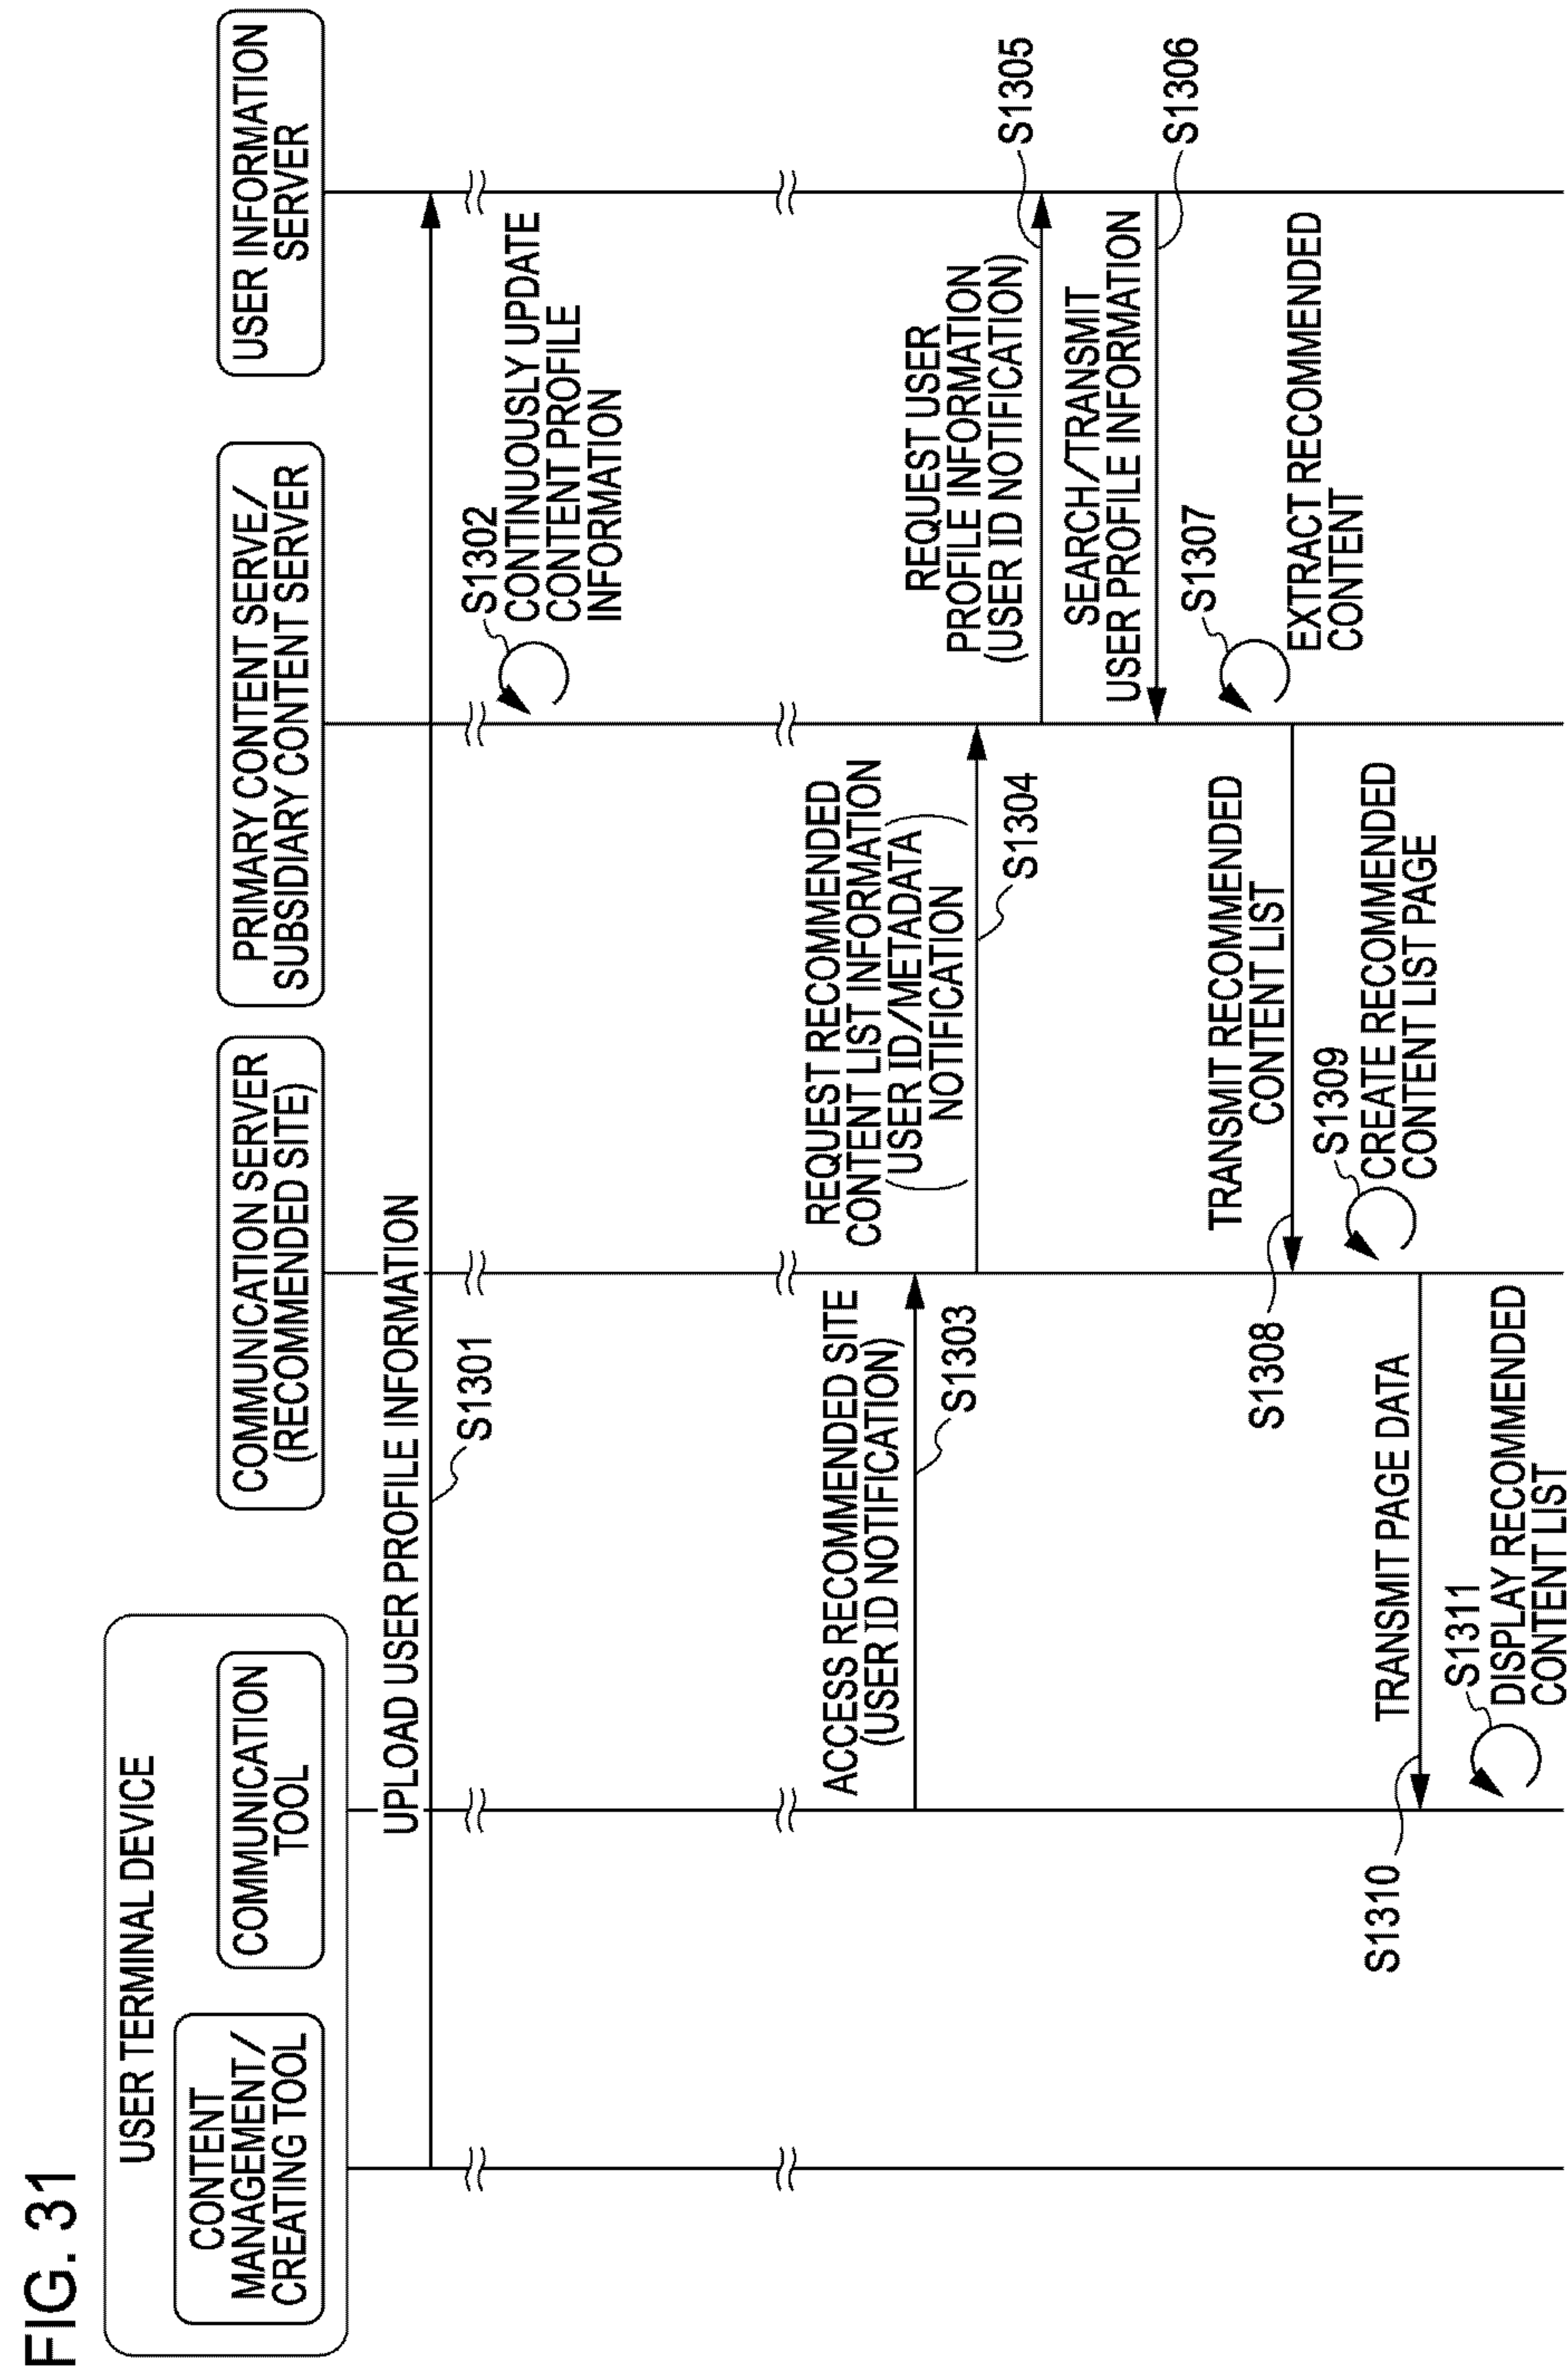 FIG. 31
USER TERMINAL DEVICE
CONTENT
MANAGEMENT/
CREATING TOOL
COMMUNICATION
TOOL
COMMUNICATION SERVER
(RECOMMENDED SITE)
PRIMARY CONTENT SERVE/
SUBSIDIARY CONTENT SERVER
USER INFORMATION
SERVER
UPLOAD USER PROFILE INFORMATION
S1301
S1302
CONTINUOUSLY UPDATE
CONTENT PROFILE
INFORMATION
ACCESS RECOMMENDED SITE
(USER ID NOTIFICATION)
S1303
REQUEST RECOMMENDED
CONTENT LIST INFORMATION
(USER ID/METADATA
NOTIFICATION)
S1304
REQUEST USER
PROFILE INFORMATION
(USER ID NOTIFICATION)
S1305
SEARCH/TRANSMIT
USER PROFILE INFORMATION
S1306
S1307
EXTRACT RECOMMENDED
CONTENT
TRANSMIT RECOMMENDED
CONTENT LIST
S1308
S1309
CREATE RECOMMENDED
CONTENT LIST PAGE
TRANSMIT PAGE DATA
S1310
S1311
DISPLAY RECOMMENDED
CONTENT LIST